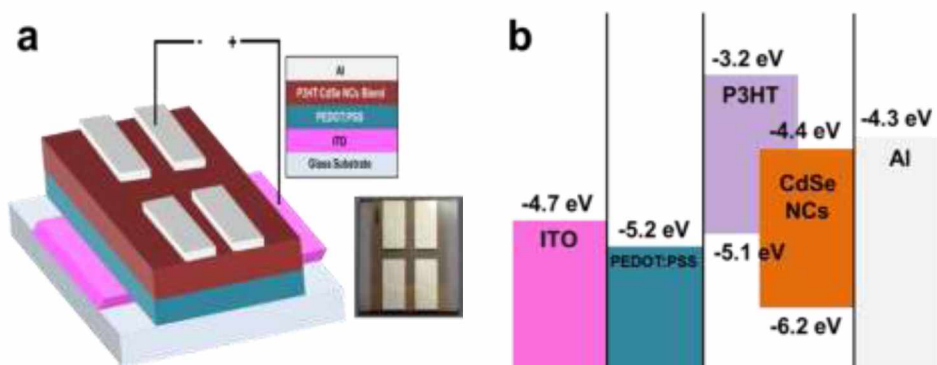 a
- +
Al
P3HT:CdSe NCs Blend
PEDOT:PSS
ITO
Glass Substrate
b
-3.2 eV
P3HT
-4.4 eV
-4.3 eV
Al
CdSe
NCs
-4.7 eV
ITO
-5.2 eV
PEDOT:PSS
-5.1 eV
-6.2 eV